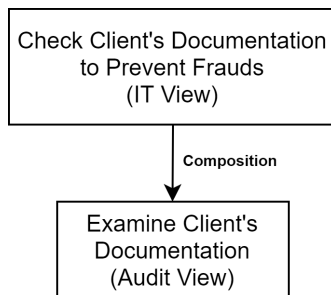 Check Client's Documentation
to Prevent Frauds
(IT View)
Composition
Examine Client's
Documentation
(Audit View)